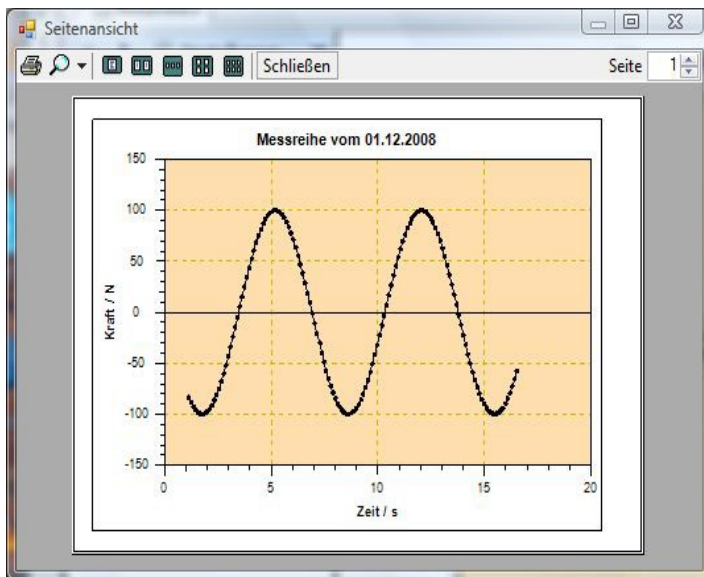 Seitenansicht
Schließen
Seite 1
Messreihe vom 01.12.2008
150
100
50
0
-50
-100
-150
Kraft / N
0 5 10 15 20
Zeit / s